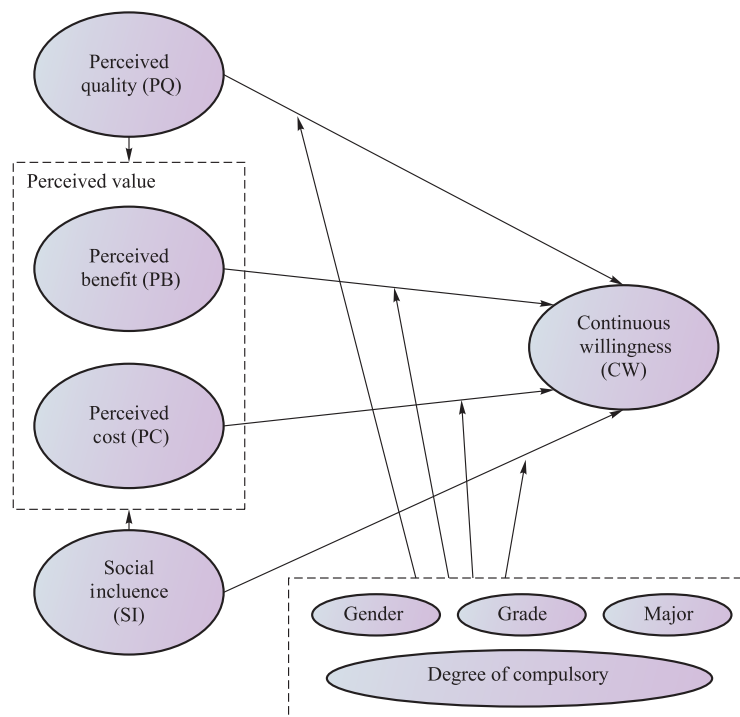 Perceived
quality (PQ)
Perceived value
Perceived
benefit (PB)
Perceived
cost (PC)
Social
incluence
(SI)
Continuous
willingness
(CW)
Gender
Grade
Major
Degree of compulsory